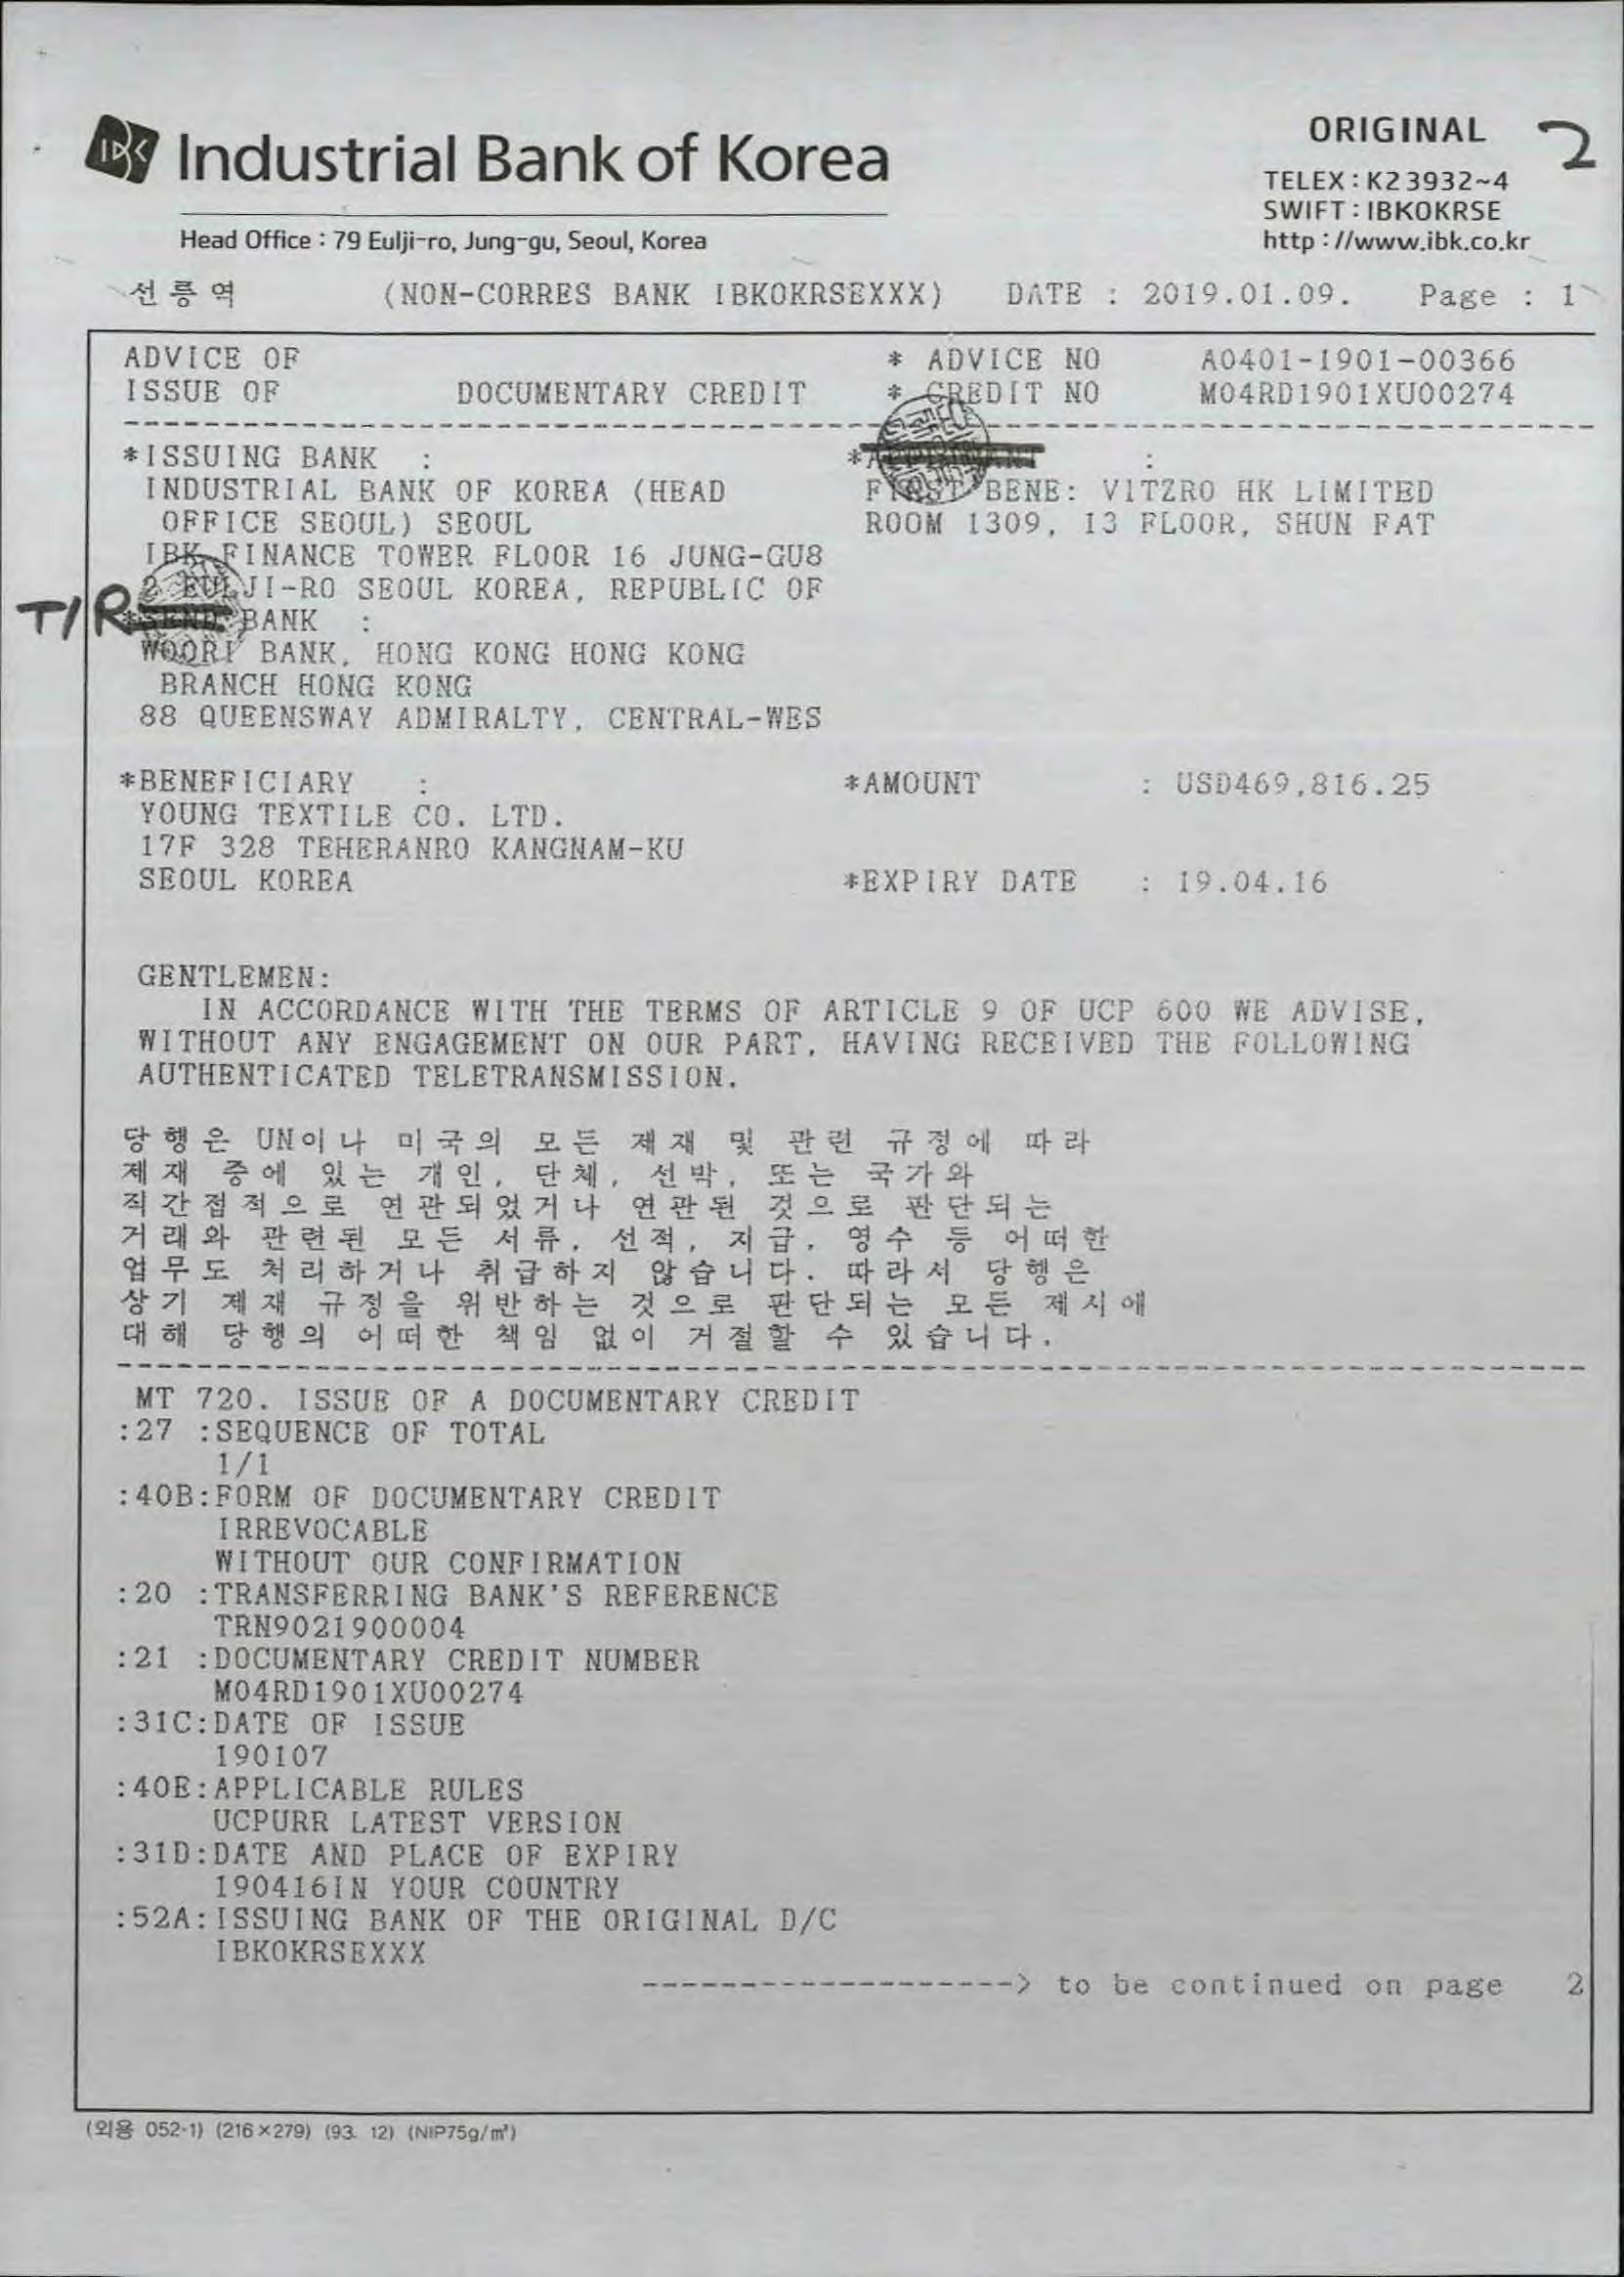 IBK Industrial Bank of Korea
ORIGINAL 2
TELEX : K23932~4
SWIFT : IBKOKRSE
Head Office : 79 Eulji-ro, Jung-gu, Seoul, Korea
http : //www.ibk.co.kr
선릉역 (NON-CORRES BANK IBKOKRSEXXX) DATE : 2019.01.09. Page : 1
ADVICE OF * ADVICE NO A0401-1901-00366
ISSUE OF DOCUMENTARY CREDIT * CREDIT NO M04RD1901XU00274
*ISSUING BANK :
INDUSTRIAL BANK OF KOREA (HEAD FIRST BENE: VITZRO HK LIMITED
OFFICE SEOUL) SEOUL ROOM 1309, 13 FLOOR, SHUN FAT
IBK FINANCE TOWER FLOOR 16 JUNG-GU8
2 EULJI-RO SEOUL KOREA, REPUBLIC OF
T/R BANK :
WOORI BANK, HONG KONG HONG KONG
BRANCH HONG KONG
88 QUEENSWAY ADMIRALTY, CENTRAL-WES
*BENEFICIARY : *AMOUNT : USD469,816.25
YOUNG TEXTILE CO. LTD.
17F 328 TEHERANRO KANGNAM-KU
SEOUL KOREA *EXPIRY DATE : 19.04.16
GENTLEMEN:
IN ACCORDANCE WITH THE TERMS OF ARTICLE 9 OF UCP 600 WE ADVISE,
WITHOUT ANY ENGAGEMENT ON OUR PART, HAVING RECEIVED THE FOLLOWING
AUTHENTICATED TELETRANSMISSION.
당행은 UN이나 미국의 모든 제재 및 관련 규정에 따라
제재 중에 있는 개인, 단체, 선박, 또는 국가와
직간접적으로 연관되었거나 연관된 것으로 판단되는
거래와 관련된 모든 서류, 선적, 지급, 영수 등 어떠한
업무도 처리하거나 취급하지 않습니다. 따라서 당행은
상기 제재 규정을 위반하는 것으로 판단되는 모든 제시에
대해 당행의 어떠한 책임 없이 거절할 수 있습니다.
MT 720. ISSUE OF A DOCUMENTARY CREDIT
:27 :SEQUENCE OF TOTAL
1/1
:40B:FORM OF DOCUMENTARY CREDIT
IRREVOCABLE
WITHOUT OUR CONFIRMATION
:20 :TRANSFERRING BANK'S REFERENCE
TRN9021900004
:21 :DOCUMENTARY CREDIT NUMBER
M04RD1901XU00274
:31C:DATE OF ISSUE
190107
:40E:APPLICABLE RULES
UCPURR LATEST VERSION
:31D:DATE AND PLACE OF EXPIRY
190416IN YOUR COUNTRY
:52A:ISSUING BANK OF THE ORIGINAL D/C
IBKOKRSEXXX
-------------------> to be continued on page 2
(외용 052-1) (216×279) (93. 12) (NIP75g/㎡)